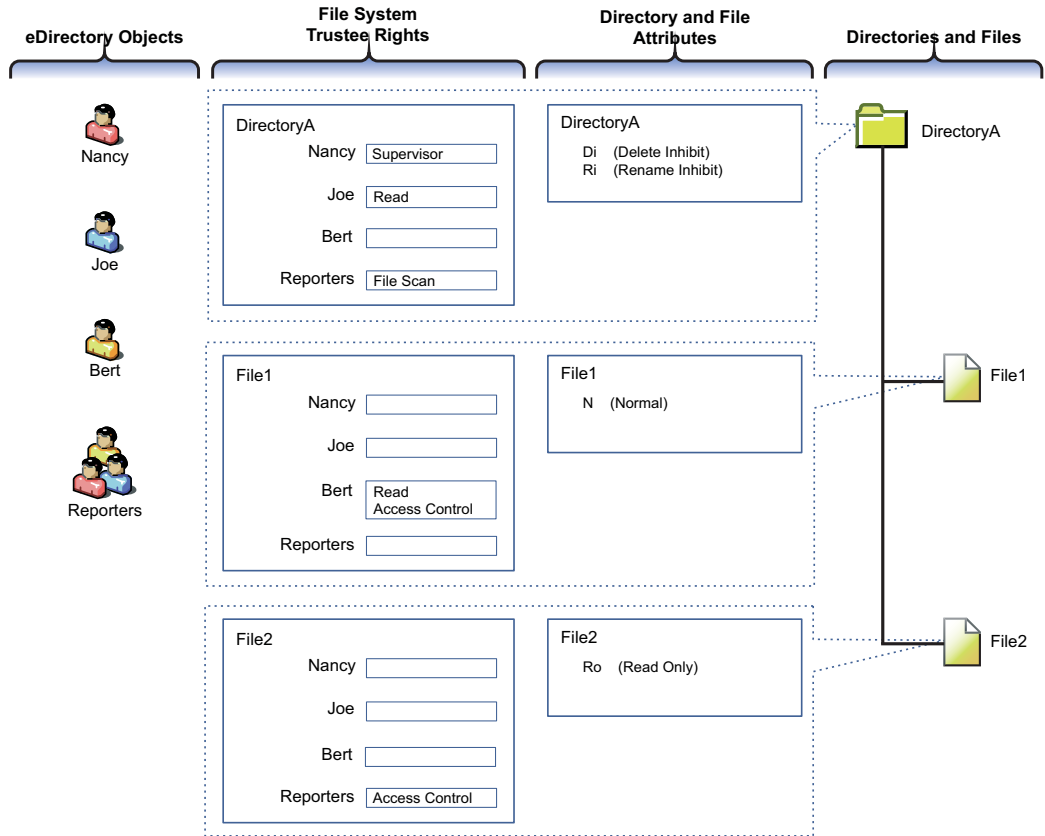 eDirectory Objects
File System
Trustee Rights
Directory and File
Attributes
Directories and Files
Nancy
Joe
Bert
Reporters
DirectoryA
Nancy Supervisor
Joe Read
Bert
Reporters File Scan
DirectoryA
Di (Delete Inhibit)
Ri (Rename Inhibit)
DirectoryA
File1
Nancy
Joe
Bert Read
Access Control
Reporters
File1
N (Normal)
File1
File2
Nancy
Joe
Bert
Reporters Access Control
File2
Ro (Read Only)
File2